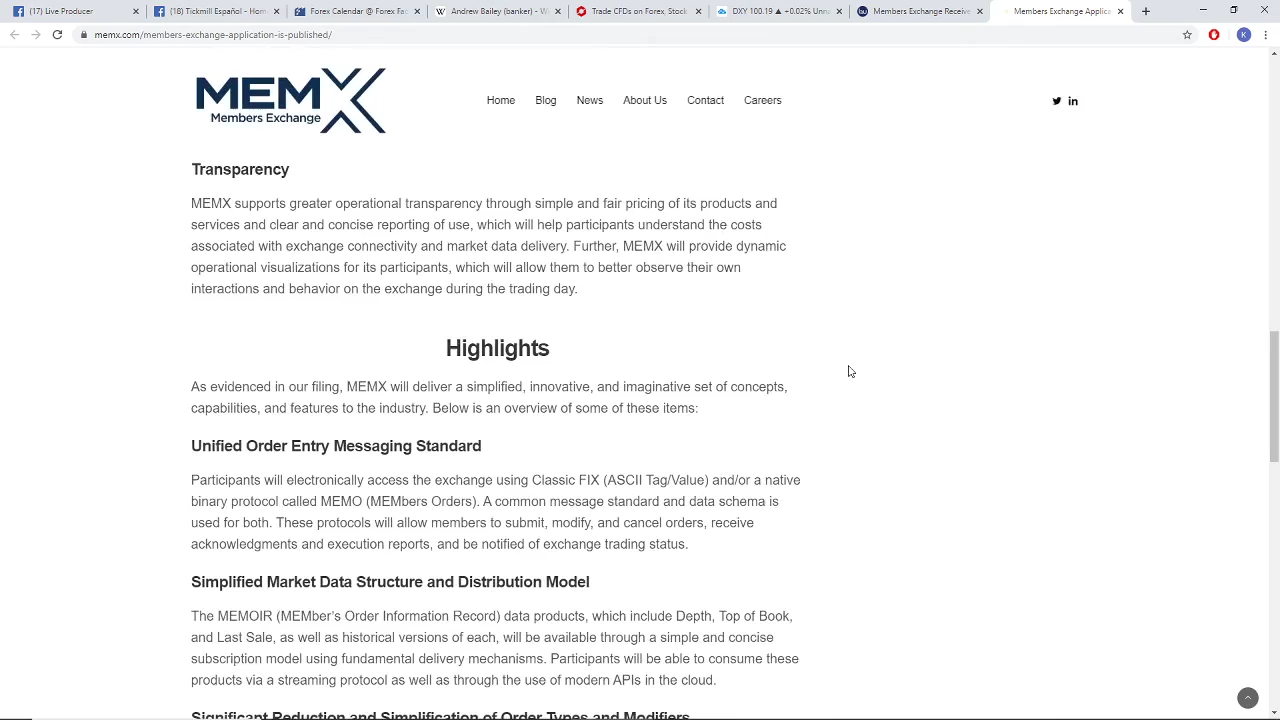 (17) Live Producer
(18) Tickmill Español - Home
Forex Calendar @ Forex Fa
Andrew Bailey (banker) - W
Trade CFDs on Forex, Stock
DXY 100.19 ▲ +0.02% Unn
Members Exchange Receive
Members Exchange Applic
memx.com/members-exchange-application-is-published/
K
MEMX
Members Exchange
Home Blog News About Us Contact Careers
Transparency
MEMX supports greater operational transparency through simple and fair pricing of its products and
services and clear and concise reporting of use, which will help participants understand the costs
associated with exchange connectivity and market data delivery. Further, MEMX will provide dynamic
operational visualizations for its participants, which will allow them to better observe their own
interactions and behavior on the exchange during the trading day.
Highlights
As evidenced in our filing, MEMX will deliver a simplified, innovative, and imaginative set of concepts,
capabilities, and features to the industry. Below is an overview of some of these items:
Unified Order Entry Messaging Standard
Participants will electronically access the exchange using Classic FIX (ASCII Tag/Value) and/or a native
binary protocol called MEMO (MEMbers Orders). A common message standard and data schema is
used for both. These protocols will allow members to submit, modify, and cancel orders, receive
acknowledgments and execution reports, and be notified of exchange trading status.
Simplified Market Data Structure and Distribution Model
The MEMOIR (MEMber's Order Information Record) data products, which include Depth, Top of Book,
and Last Sale, as well as historical versions of each, will be available through a simple and concise
subscription model using fundamental delivery mechanisms. Participants will be able to consume these
products via a streaming protocol as well as through the use of modern APIs in the cloud.
Significant Reduction and Simplification of Order Types and Modifiers